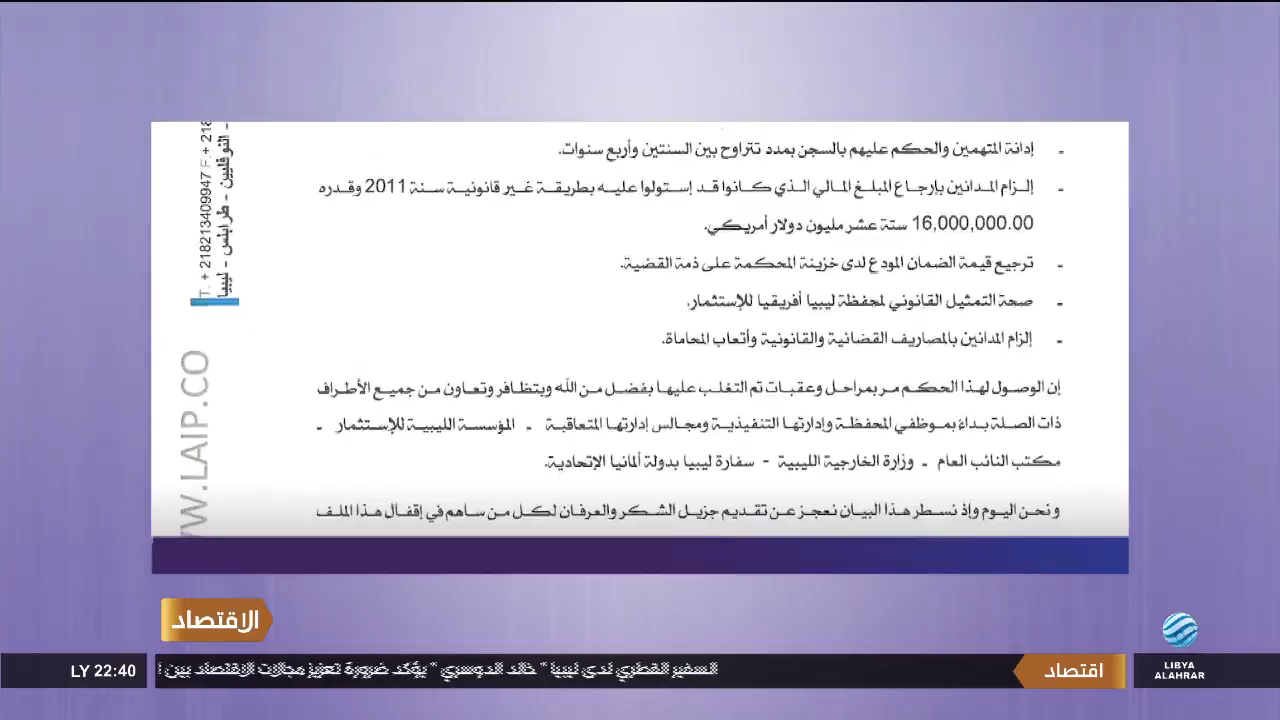 - إدانة المتهمين والحكم عليهم بالسجن بمدد تتراوح بين السنتين وأربع سنوات.
- إلزام المدانين بإرجاع المبلغ المالي الذي كانوا قد إستولوا عليه بطريقة غير قانونية سنة 2011 وقدره
16,000,000.00 ستة عشر مليون دولار أمريكي.
- ترجيع قيمة الضمان المودع لدى خزينة المحكمة على ذمة القضية.
- صحة التمثيل القانوني لمحفظة ليبيا أفريقيا للإستثمار.
- إلزام المدانين بالمصاريف القضائية والقانونية وأتعاب المحاماة.
إن الوصول لهذا الحكم مر بمراحل وعقبات تم التغلب عليها بفضل من الله وبتظافر وتعاون من جميع الأطراف
ذات الصلة بداءَ بموظفي المحفظة وإدارتها التنفيذية ومجالس إدارتها المتعاقبة - المؤسسة الليبية للإستثمار -
مكتب النائب العام - وزارة الخارجية الليبية - سفارة ليبيا بدولة ألمانيا الإتحادية.
و نحن اليوم وإذ نسطر هذا البيان نعجز عن تقديم جزيل الشكر والعرفان لكل من ساهم في إقفال هذا الملف
- النوفليين - طرابلس - ليبيا
T. + 218213409947 F. + 218
W.LAIP.CO
الاقتصاد
اقتصاد
السفير القطري لدى ليبيا " خالد الدوسري " يؤكد ضرورة تعزيز مجالات الاقتصاد بين
LY 22:40
LIBYA
ALAHRAR